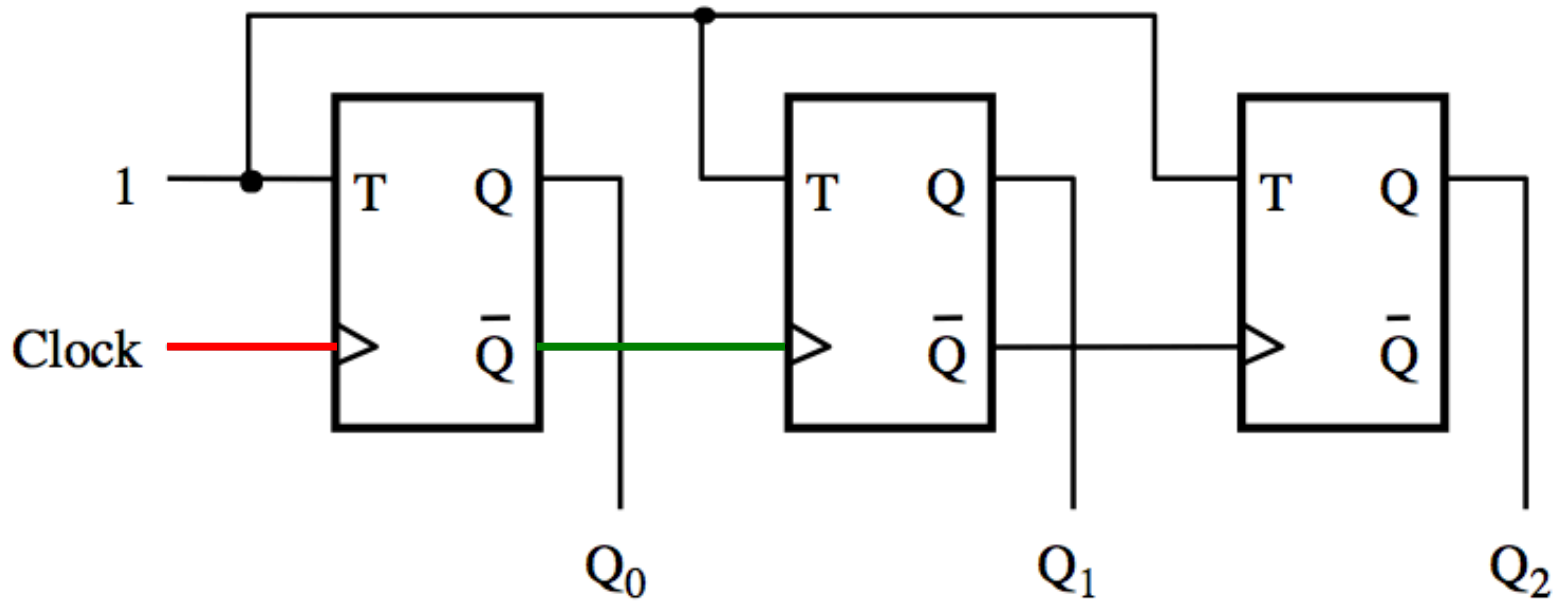 1 T Q T Q T Q
Clock Q̅ Q̅ Q̅
Q₀ Q₁ Q₂